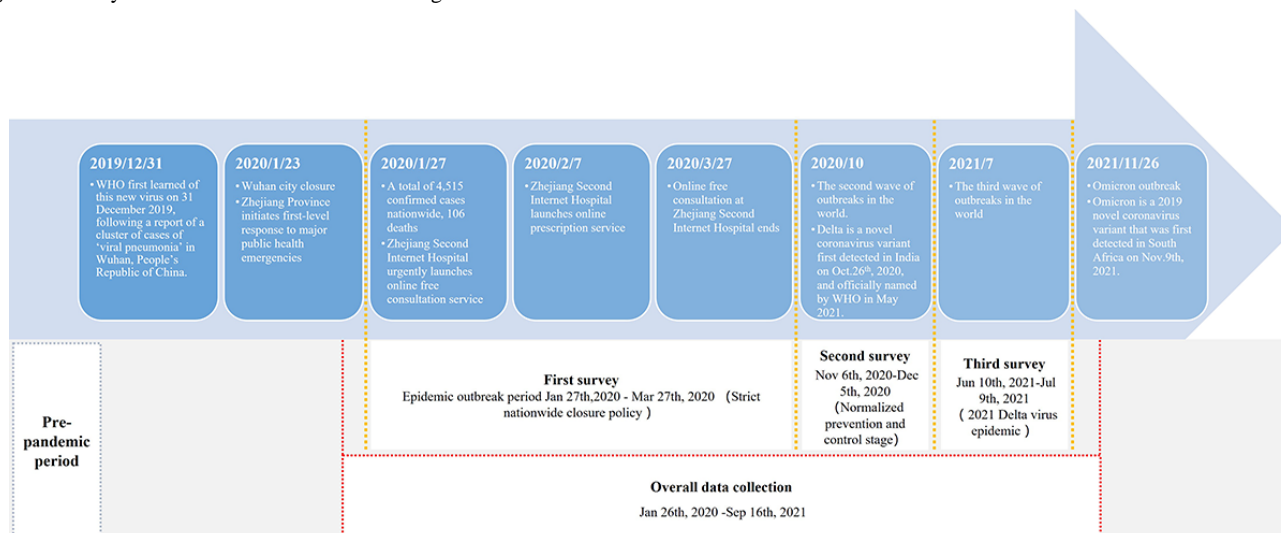 2019/12/31
• WHO first learned of
this new virus on 31
December 2019,
following a report of a
cluster of cases of
‘viral pneumonia’ in
Wuhan, People’s
Republic of China.
2020/1/23
• Wuhan city closure
• Zhejiang Province
initiates first-level
response to major
public health
emergencies
2020/1/27
• A total of 4,515
confirmed cases
nationwide, 106
deaths
• Zhejiang Second
Internet Hospital
urgently launches
online free
consultation service
2020/2/7
• Zhejiang Second
Internet Hospital
launches online
prescription service
2020/3/27
• Online free
consultation at
Zhejiang Second
Internet Hospital ends
2020/10
• The second wave of
outbreaks in the
world.
• Delta is a novel
coronavirus variant
first detected in India
on Oct.26th, 2020,
and officially named
by WHO in May
2021.
2021/7
• The third wave of
outbreaks in the
world
2021/11/26
• Omicron outbreak
• Omicron is a 2019
novel coronavirus
variant that was first
detected in South
Africa on Nov.9th,
2021.
Pre-
pandemic
period
First survey
Epidemic outbreak period Jan 27th,2020 - Mar 27th, 2020 （Strict
nationwide closure policy ）
Second survey
Nov 6th, 2020-Dec
5th, 2020
（Normalized
prevention and
control stage）
Third survey
Jun 10th, 2021-Jul
9th, 2021
（ 2021 Delta virus
epidemic ）
Overall data collection
Jan 26th, 2020 -Sep 16th, 2021